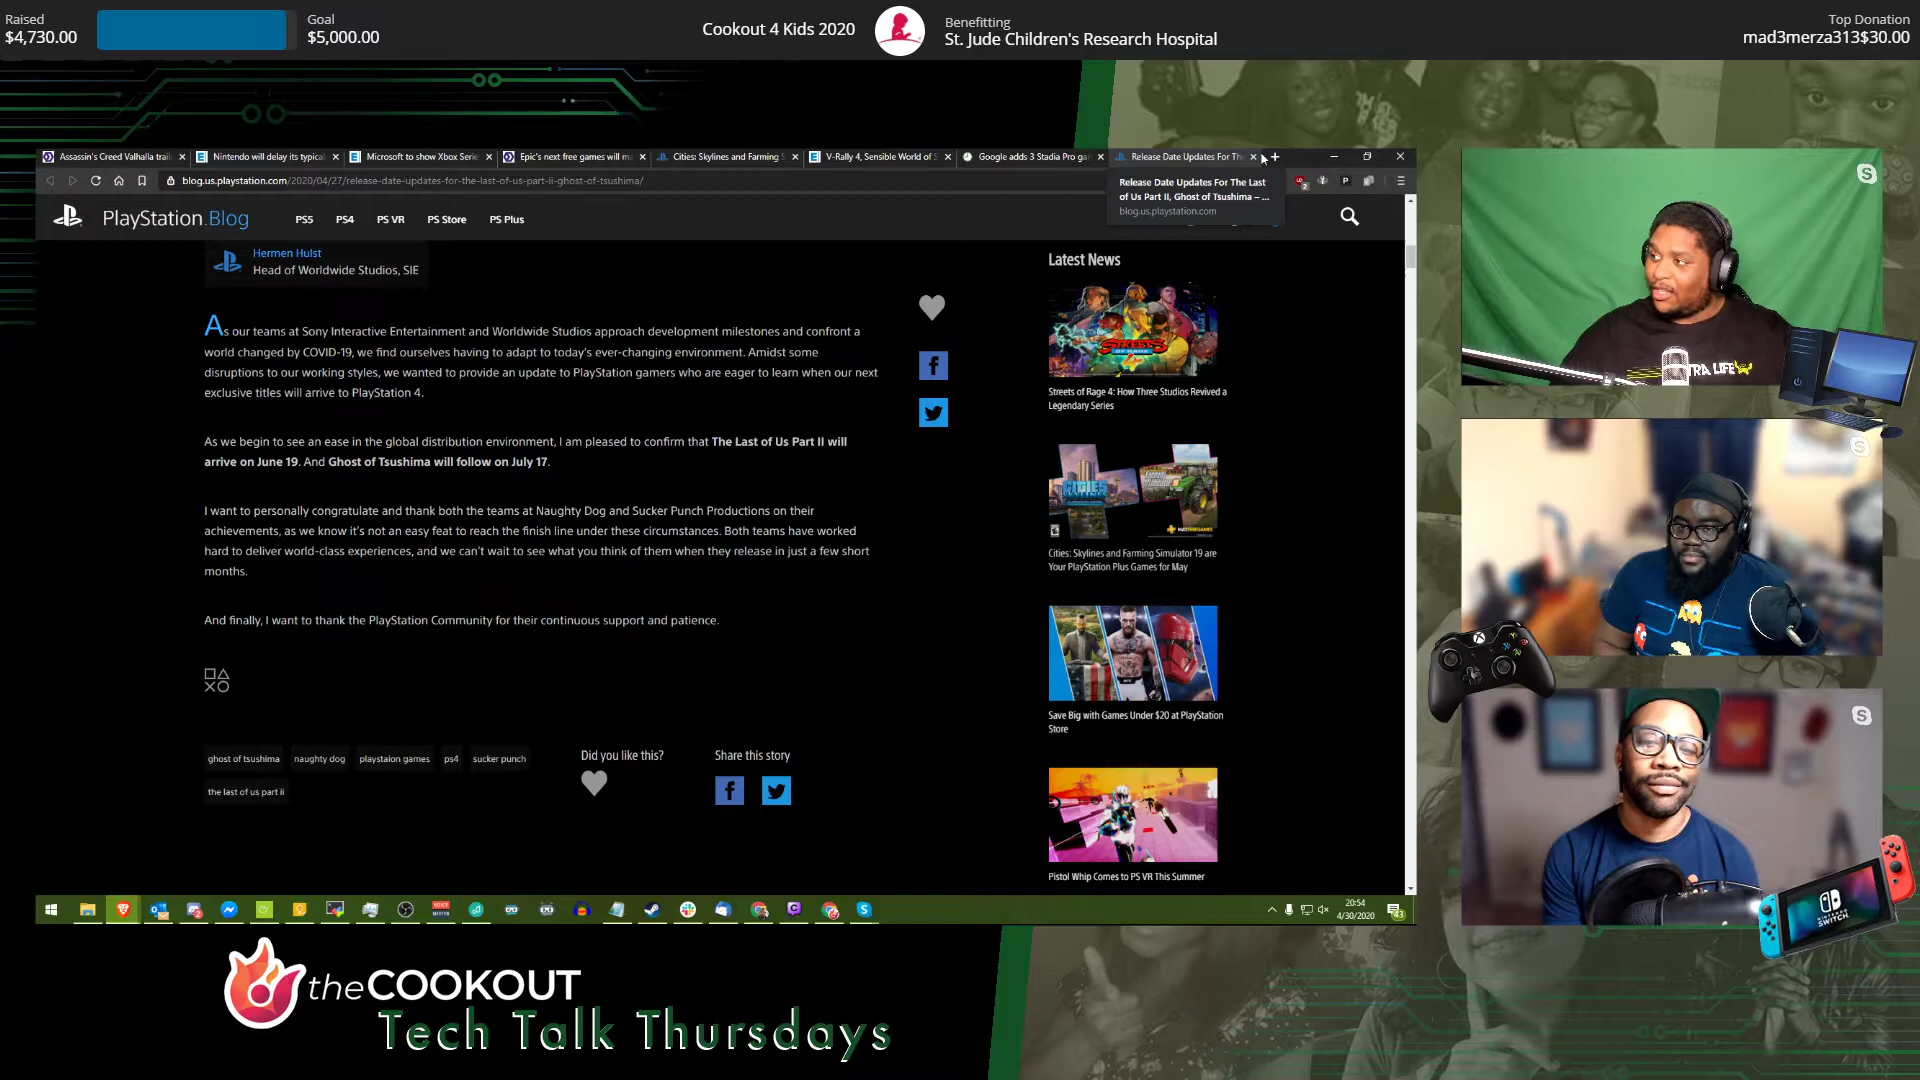 Raised
$4,730.00
Goal
$5,000.00
Cookout 4 Kids 2020
Benefitting
St. Jude Children's Research Hospital
Top Donation
mad3merza313$30.00
Assassin's Creed Valhalla trail
Nintendo will delay its typical
Microsoft to show Xbox Serie
Epic's next free games will ma
Cities: Skylines and Farming S
V-Rally 4, Sensible World of S
Google adds 3 Stadia Pro ga
Release Date Updates For The
blog.us.playstation.com/2020/04/27/release-date-updates-for-the-last-of-us-part-ii-ghost-of-tsushima/
Release Date Updates For The Last
of Us Part II, Ghost of Tsushima – ...
blog.us.playstation.com
PlayStation.Blog
PS5
PS4
PS VR
PS Store
PS Plus
Hermen Hulst
Head of Worldwide Studios, SIE
As our teams at Sony Interactive Entertainment and Worldwide Studios approach development milestones and confront a
world changed by COVID-19, we find ourselves having to adapt to today's ever-changing environment. Amidst some
disruptions to our working styles, we wanted to provide an update to PlayStation gamers who are eager to learn when our next
exclusive titles will arrive to PlayStation 4.
As we begin to see an ease in the global distribution environment, I am pleased to confirm that The Last of Us Part II will
arrive on June 19. And Ghost of Tsushima will follow on July 17.
I want to personally congratulate and thank both the teams at Naughty Dog and Sucker Punch Productions on their
achievements, as we know it's not an easy feat to reach the finish line under these circumstances. Both teams have worked
hard to deliver world-class experiences, and we can't wait to see what you think of them when they release in just a few short
months.
And finally, I want to thank the PlayStation Community for their continuous support and patience.
ghost of tsushima
naughty dog
playstaion games
ps4
sucker punch
the last of us part ii
Did you like this?
Share this story
Latest News
Streets of Rage 4: How Three Studios Revived a
Legendary Series
CITIES
Cities: Skylines and Farming Simulator 19 are
Your PlayStation Plus Games for May
Save Big with Games Under $20 at PlayStation
Store
Pistol Whip Comes to PS VR This Summer
20:54
4/30/2020
43
TRA LIFE
NINTENDO
SWITCH
theCOOKOUT
Tech Talk Thursdays